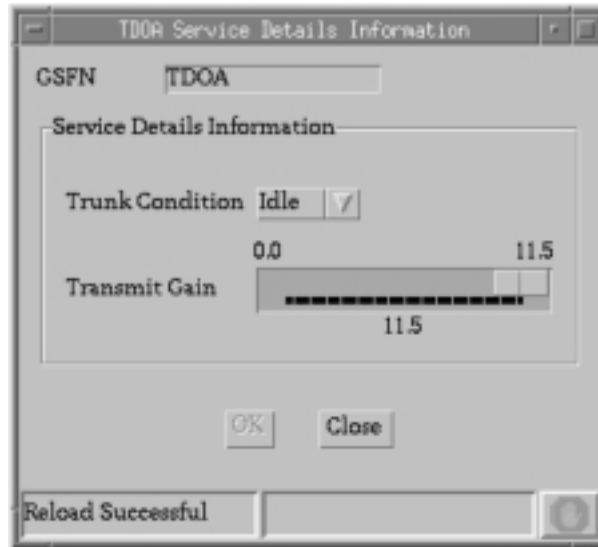 TDOA Service Details Information
GSFN TDOA
Service Details Information
Trunk Condition Idle
0.0 11.5
Transmit Gain
11.5
OK Close
Reload Successful